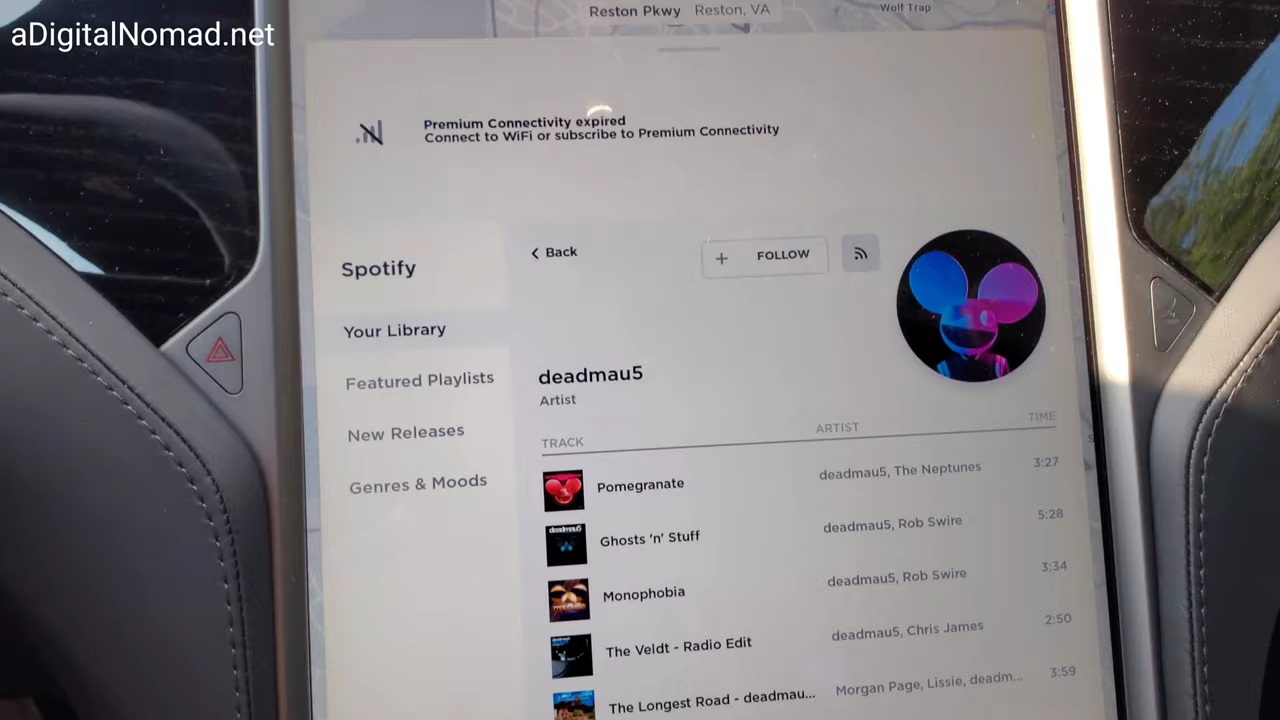 aDigitalNomad.net
Reston Pkwy Reston, VA
Wolf Trap
Premium Connectivity expired
Connect to WiFi or subscribe to Premium Connectivity
Spotify
Your Library
Featured Playlists
New Releases
Genres & Moods
Back
+ FOLLOW
deadmau5
Artist
TRACK ARTIST TIME
Pomegranate deadmau5, The Neptunes 3:27
Ghosts 'n' Stuff deadmau5, Rob Swire 5:28
Monophobia deadmau5, Rob Swire 3:34
The Veldt - Radio Edit deadmau5, Chris James 2:50
The Longest Road - deadmau... Morgan Page, Lissie, deadm... 3:59